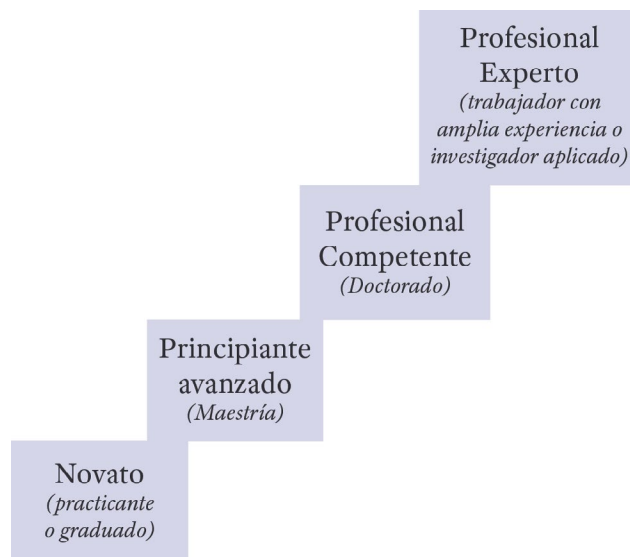 Profesional
Experto
(trabajador con
amplia experiencia o
investigador aplicado)
Profesional
Competente
(Doctorado)
Principiante
avanzado
(Maestría)
Novato
(practicante
o graduado)